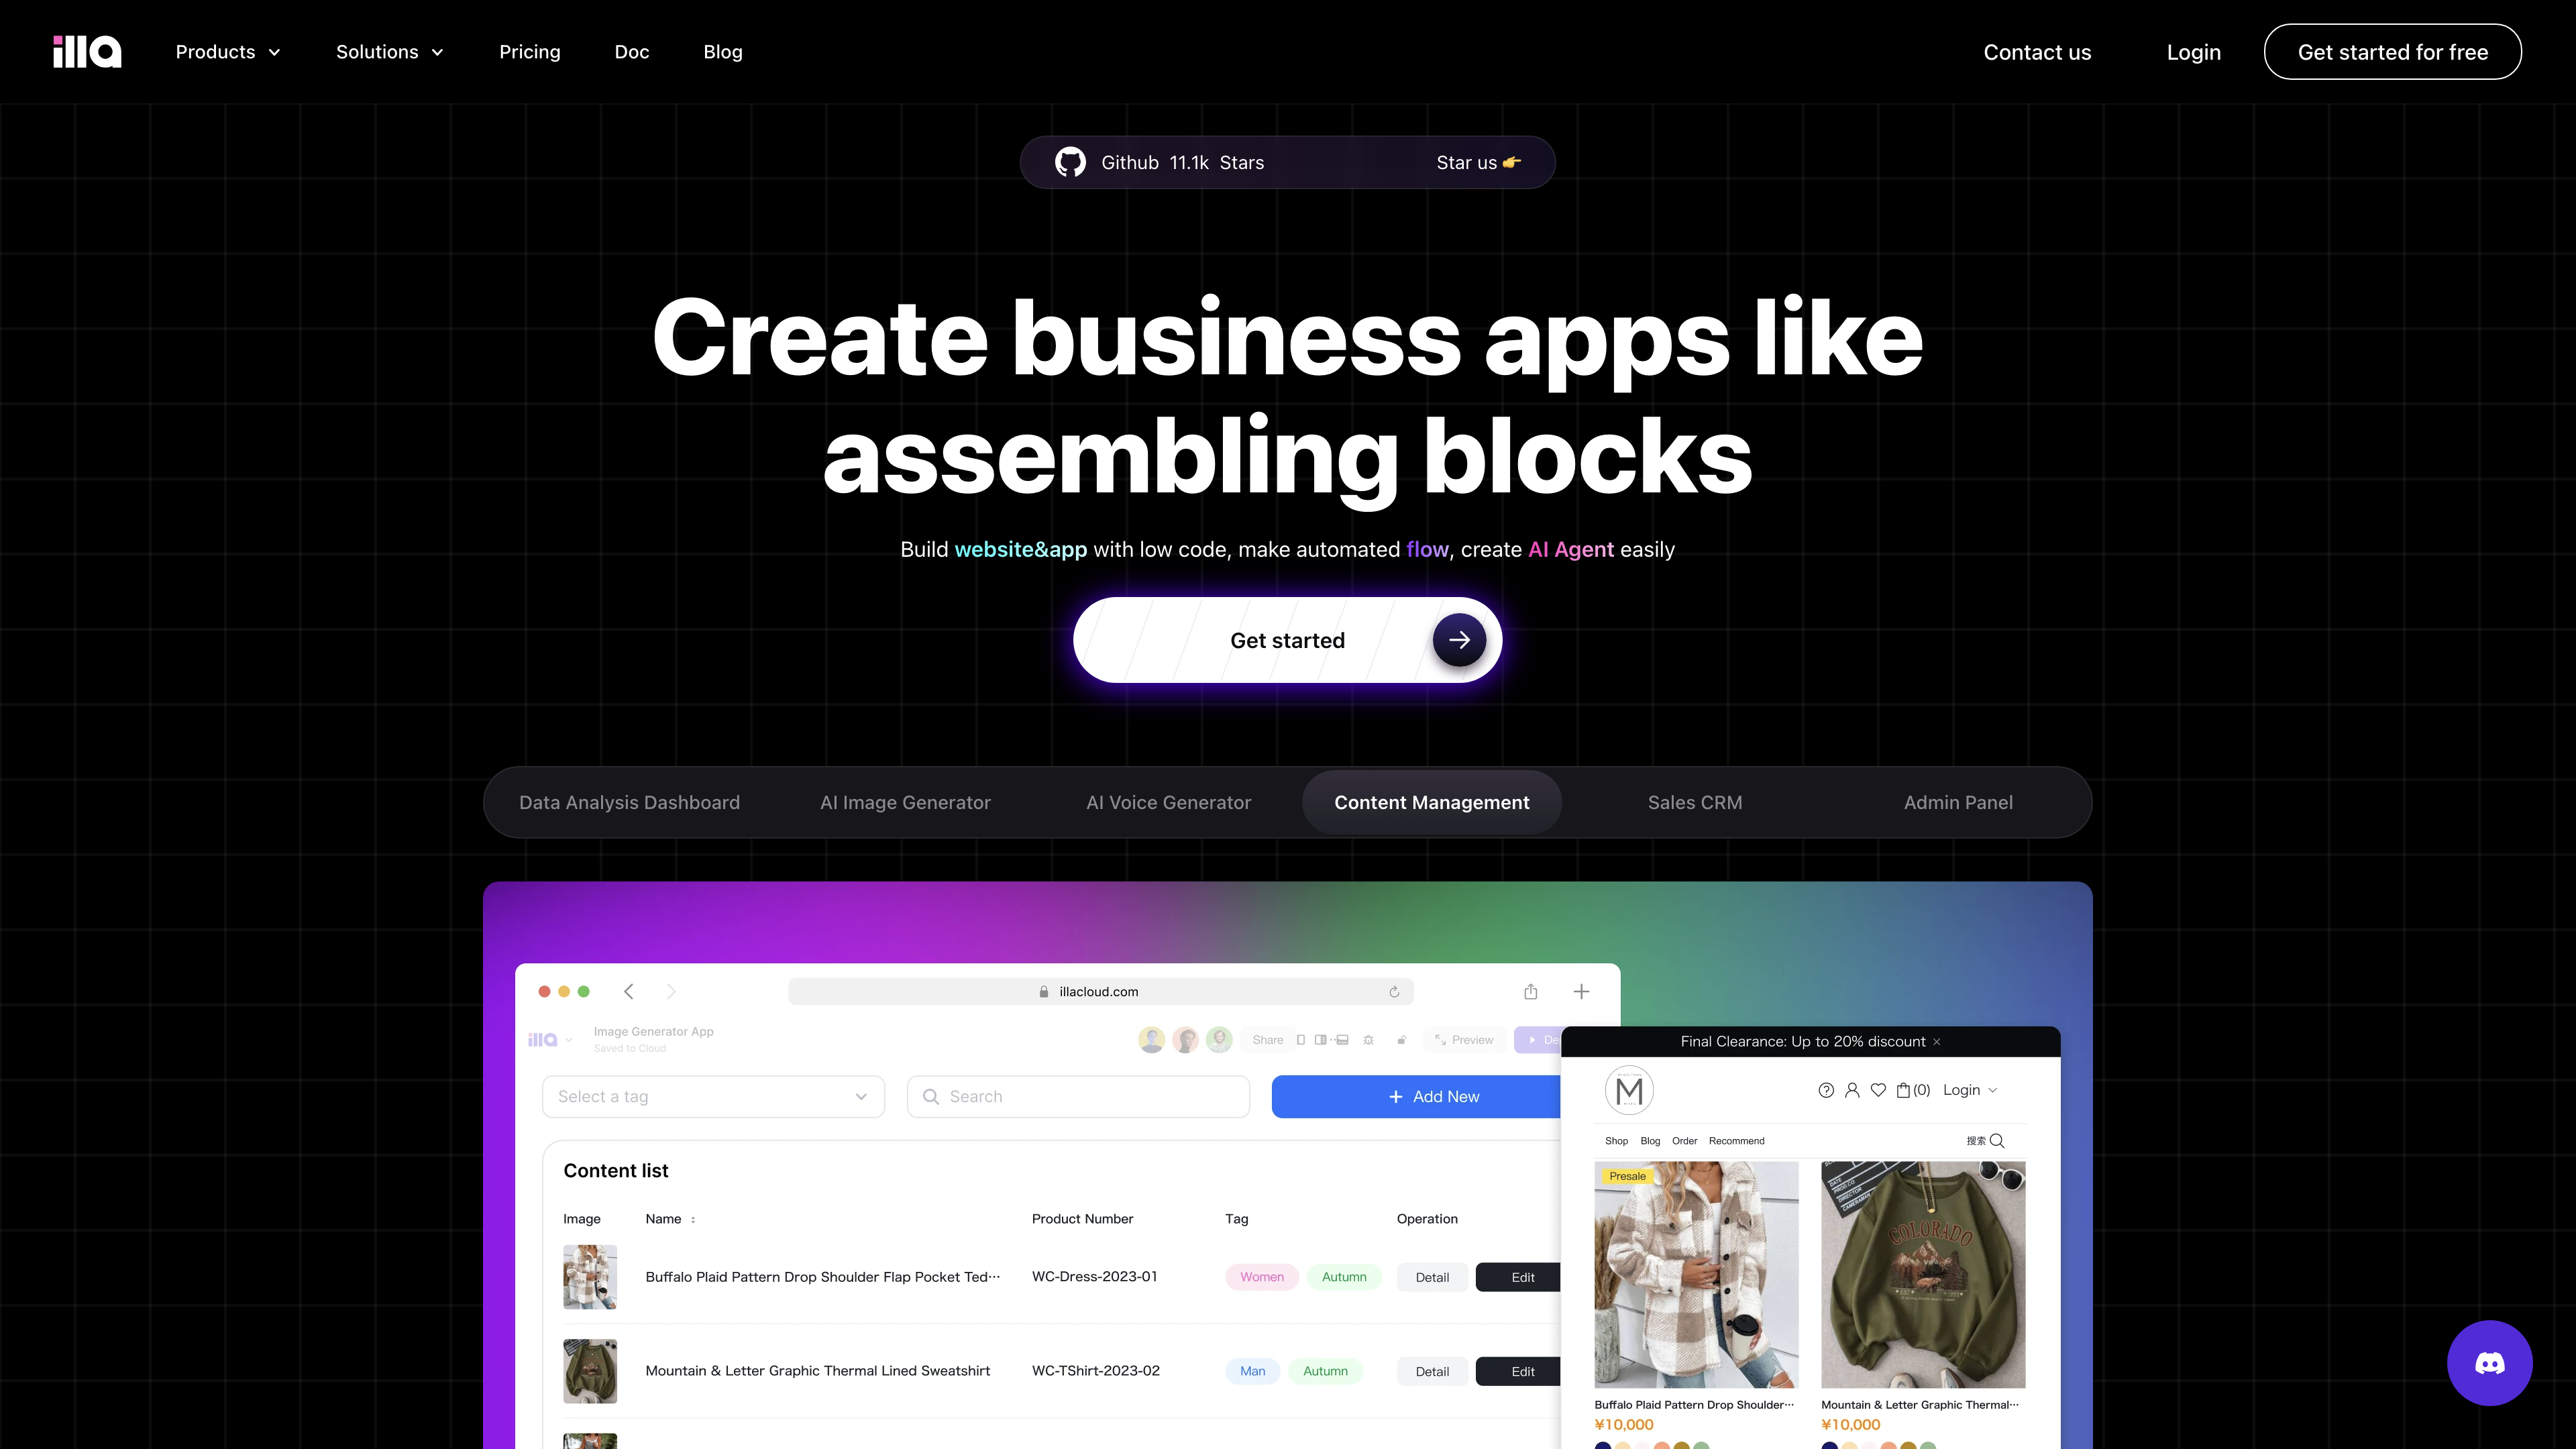 illa
Products
Solutions
Pricing
Doc
Blog
Contact us
Login
Get started for free
Github 11.1k Stars
Star us 👉
Create business apps like
assembling blocks
Build website&app with low code, make automated flow, create AI Agent easily
Get started
Data Analysis Dashboard
AI Image Generator
AI Voice Generator
Content Management
Sales CRM
Admin Panel
illacloud.com
illa
Image Generator App
Saved to Cloud
Share
Preview
Select a tag
Search
+ Add New
Content list
Image
Name
Product Number
Tag
Operation
Buffalo Plaid Pattern Drop Shoulder Flap Pocket Ted···
WC-Dress-2023-01
Women
Autumn
Detail
Edit
Mountain & Letter Graphic Thermal Lined Sweatshirt
WC-TShirt-2023-02
Man
Autumn
Detail
Edit
Final Clearance: Up to 20% discount ×
M
(0)
Login
Shop
Blog
Order
Recommend
搜索
Presale
COLORADO
DATE
PROD.CO.
DIRECTOR
CAMERAMAN
Buffalo Plaid Pattern Drop Shoulder···
¥10,000
Mountain & Letter Graphic Thermal···
¥10,000